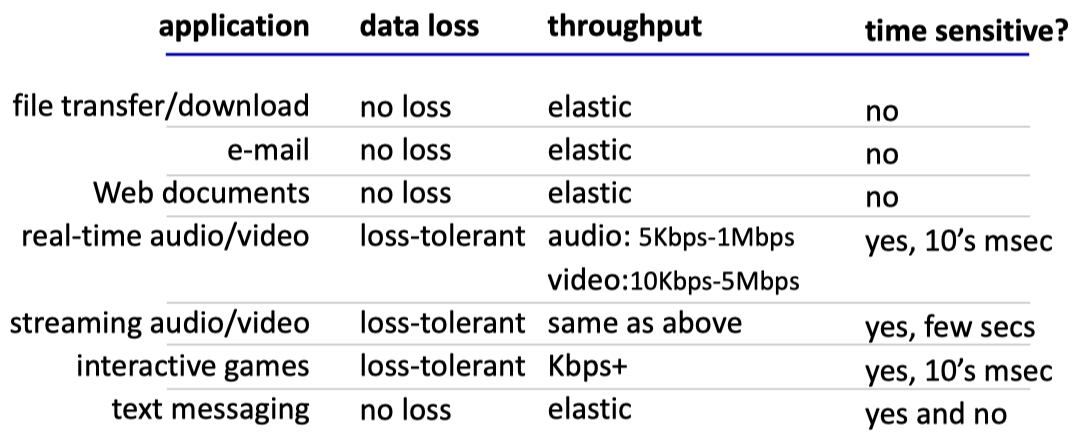 application data loss throughput time sensitive?
file transfer/download no loss elastic no
e-mail no loss elastic no
Web documents no loss elastic no
real-time audio/video loss-tolerant audio: 5Kbps-1Mbps yes, 10’s msec
video:10Kbps-5Mbps
streaming audio/video loss-tolerant same as above yes, few secs
interactive games loss-tolerant Kbps+ yes, 10’s msec
text messaging no loss elastic yes and no